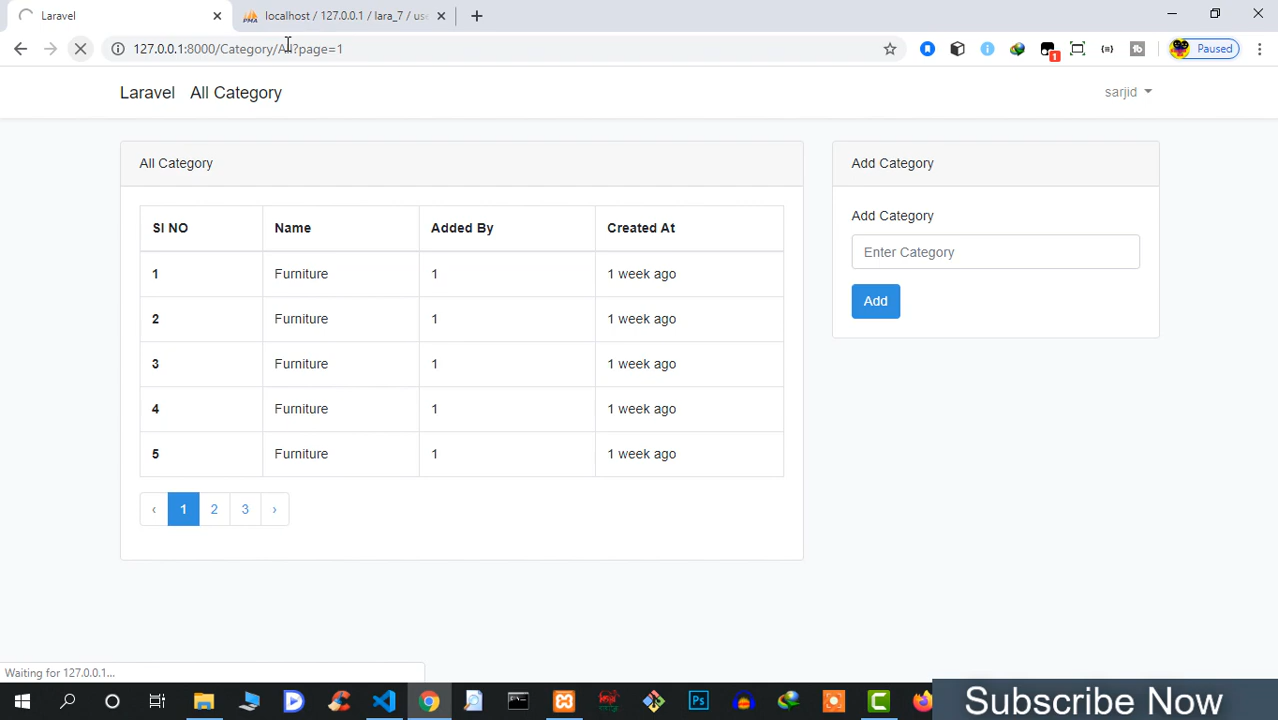 Laravel
localhost / 127.0.0.1 / lara_7 / use
127.0.0.1:8000/Category/All?page=1
Paused
Laravel All Category
sarjid
All Category
Sl NO Name Added By Created At
1 Furniture 1 1 week ago
2 Furniture 1 1 week ago
3 Furniture 1 1 week ago
4 Furniture 1 1 week ago
5 Furniture 1 1 week ago
‹ 1 2 3 ›
Add Category
Add Category
Enter Category
Add
Waiting for 127.0.0.1...
Subscribe Now